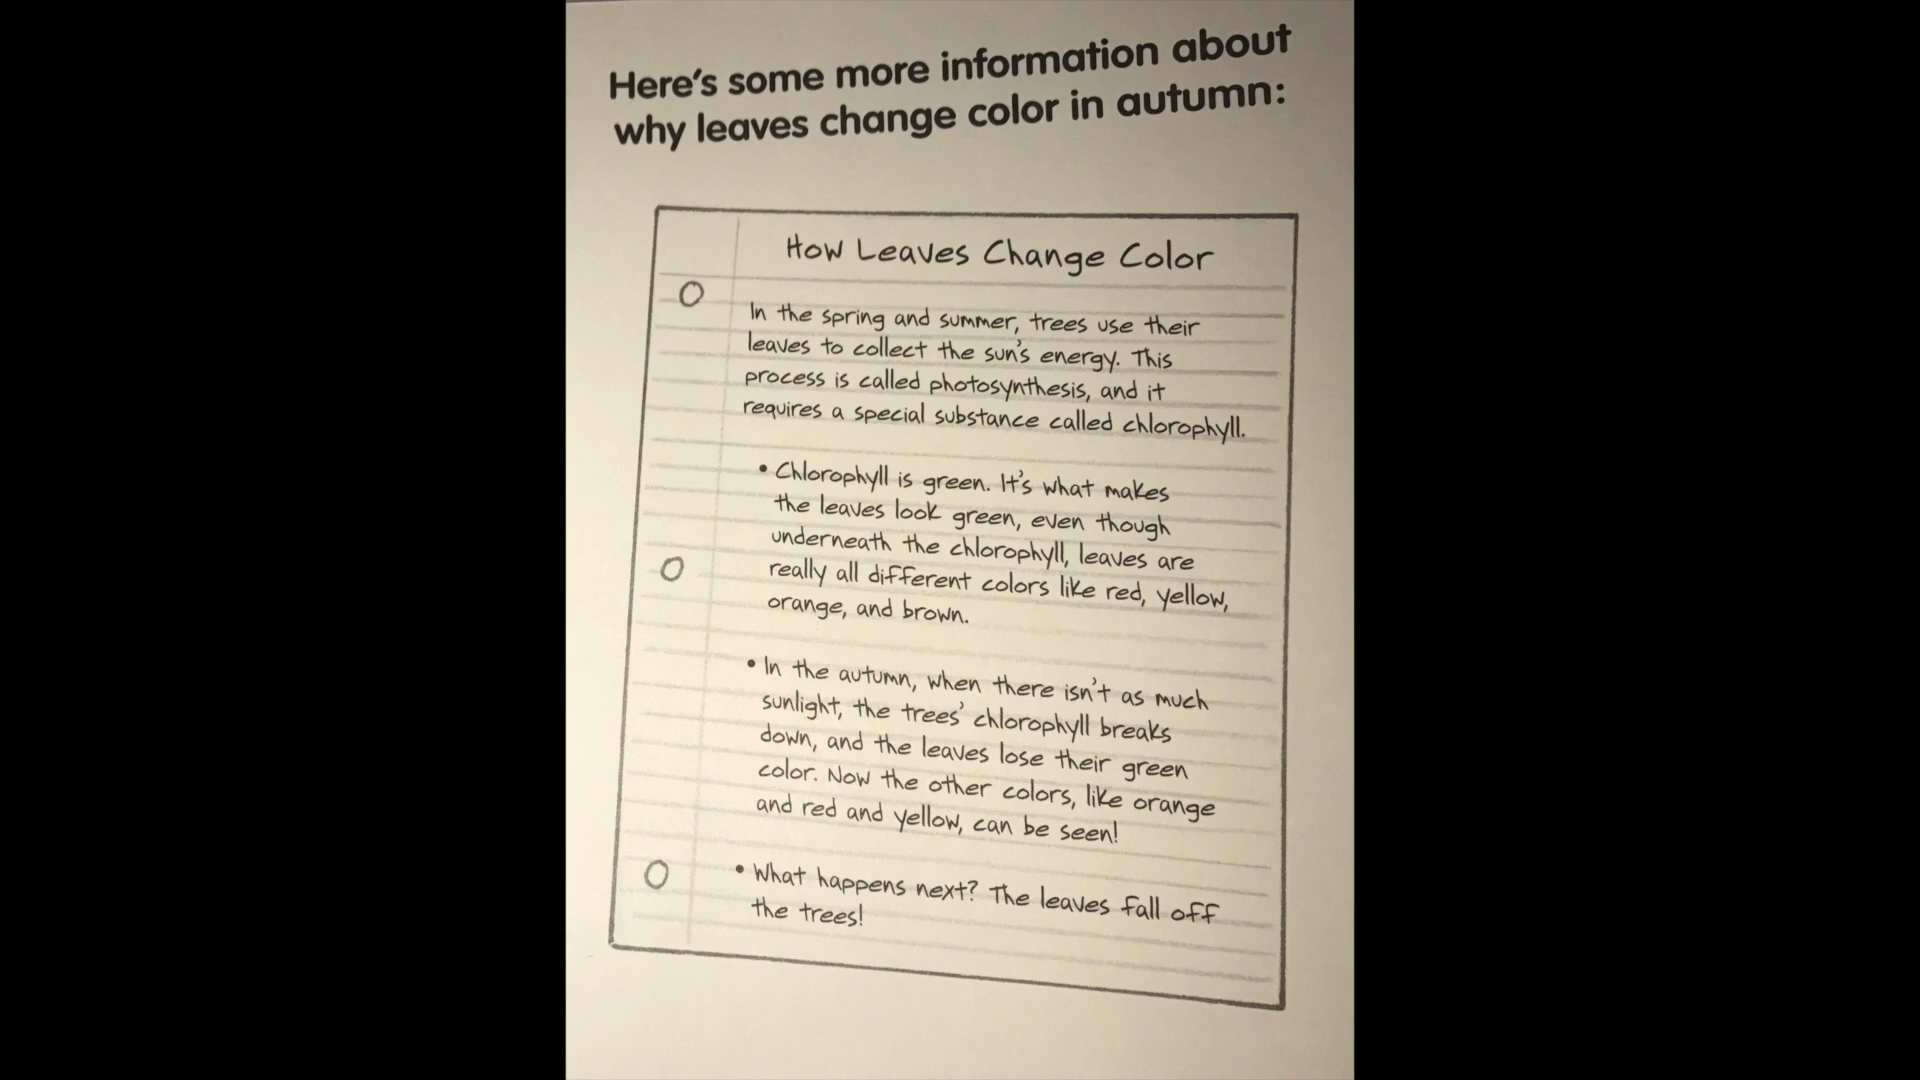 Here's some more information about
why leaves change color in autumn:
How Leaves Change Color
In the spring and summer, trees use their
leaves to collect the sun's energy. This
process is called photosynthesis, and it
requires a special substance called chlorophyll.
• Chlorophyll is green. It's what makes
the leaves look green, even though
underneath the chlorophyll, leaves are
really all different colors like red, yellow,
orange, and brown.
• In the autumn, when there isn't as much
sunlight, the trees' chlorophyll breaks
down, and the leaves lose their green
color. Now the other colors, like orange
and red and yellow, can be seen!
• What happens next? The leaves fall off
the trees!